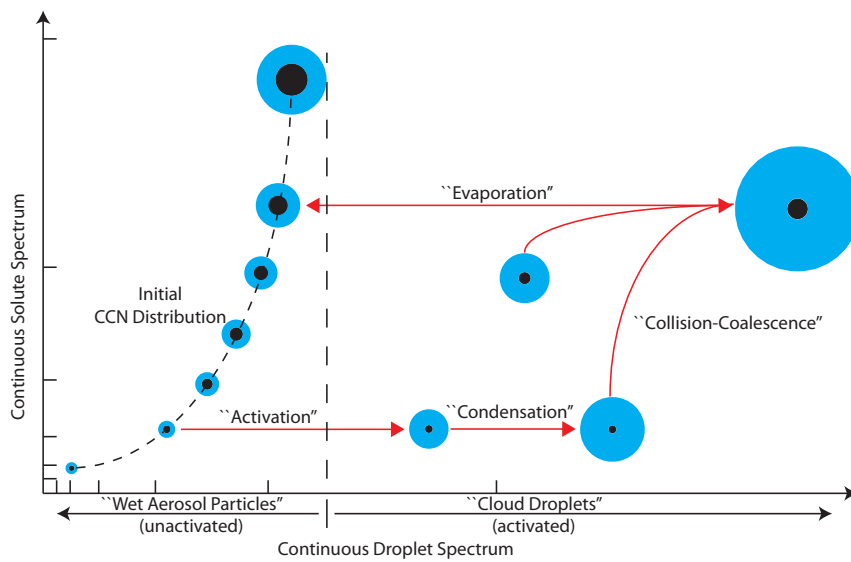 ``Evaporation”
Initial
CCN Distribution
``Collision-Coalescence”
``Activation”
``Condensation”
Continuous Solute Spectrum
``Wet Aerosol Particles”
(unactivated)
``Cloud Droplets”
(activated)
Continuous Droplet Spectrum